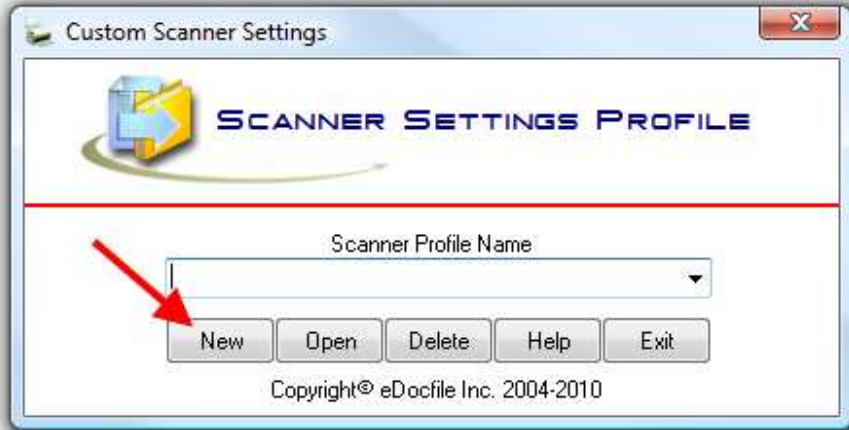 Custom Scanner Settings
SCANNER SETTINGS PROFILE
Scanner Profile Name
New Open Delete Help Exit
Copyright© eDocfile Inc. 2004-2010